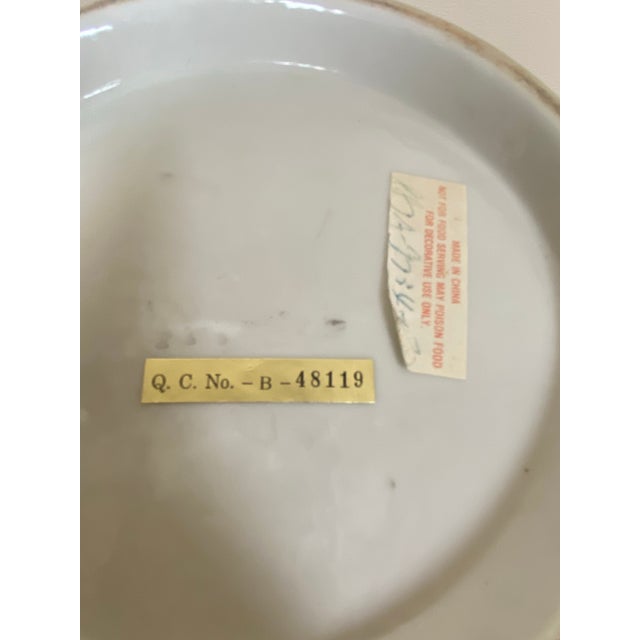 Q. C. No. - B - 48119
MADE IN CHINA
NOT FOR FOOD SERVING MAY POISON FOOD
FOR DECORATIVE USE ONLY.